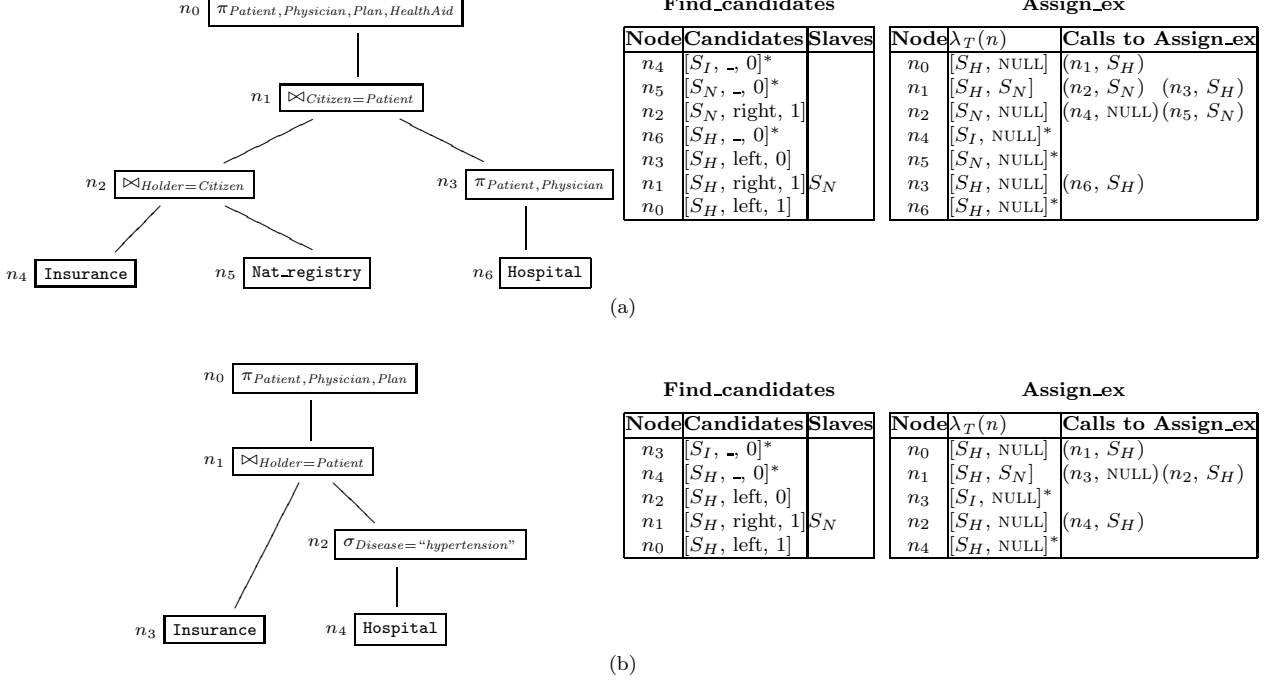 n0 πPatient,Physician,Plan,HealthAid
n1 ⋈Citizen=Patient
n2 ⋈Holder=Citizen
n3 πPatient,Physician
n4 Insurance
n5 Nat_registry
n6 Hospital
Find_candidates
Node Candidates Slaves
n4 [SI, _, 0]*
n5 [SN, _, 0]*
n2 [SN, right, 1]
n6 [SH, _, 0]*
n3 [SH, left, 0]
n1 [SH, right, 1] SN
n0 [SH, left, 1]
Assign_ex
Node λT(n) Calls to Assign_ex
n0 [SH, NULL] (n1, SH)
n1 [SH, SN] (n2, SN) (n3, SH)
n2 [SN, NULL] (n4, NULL) (n5, SN)
n4 [SI, NULL]*
n5 [SN, NULL]*
n3 [SH, NULL] (n6, SH)
n6 [SH, NULL]*
(a)
n0 πPatient,Physician,Plan
n1 ⋈Holder=Patient
n2 σDisease=“hypertension”
n3 Insurance
n4 Hospital
Find_candidates
Node Candidates Slaves
n3 [SI, _, 0]*
n4 [SH, _, 0]*
n2 [SH, left, 0]
n1 [SH, right, 1] SN
n0 [SH, left, 1]
Assign_ex
Node λT(n) Calls to Assign_ex
n0 [SH, NULL] (n1, SH)
n1 [SH, SN] (n3, NULL) (n2, SH)
n3 [SI, NULL]*
n2 [SH, NULL] (n4, SH)
n4 [SH, NULL]*
(b)